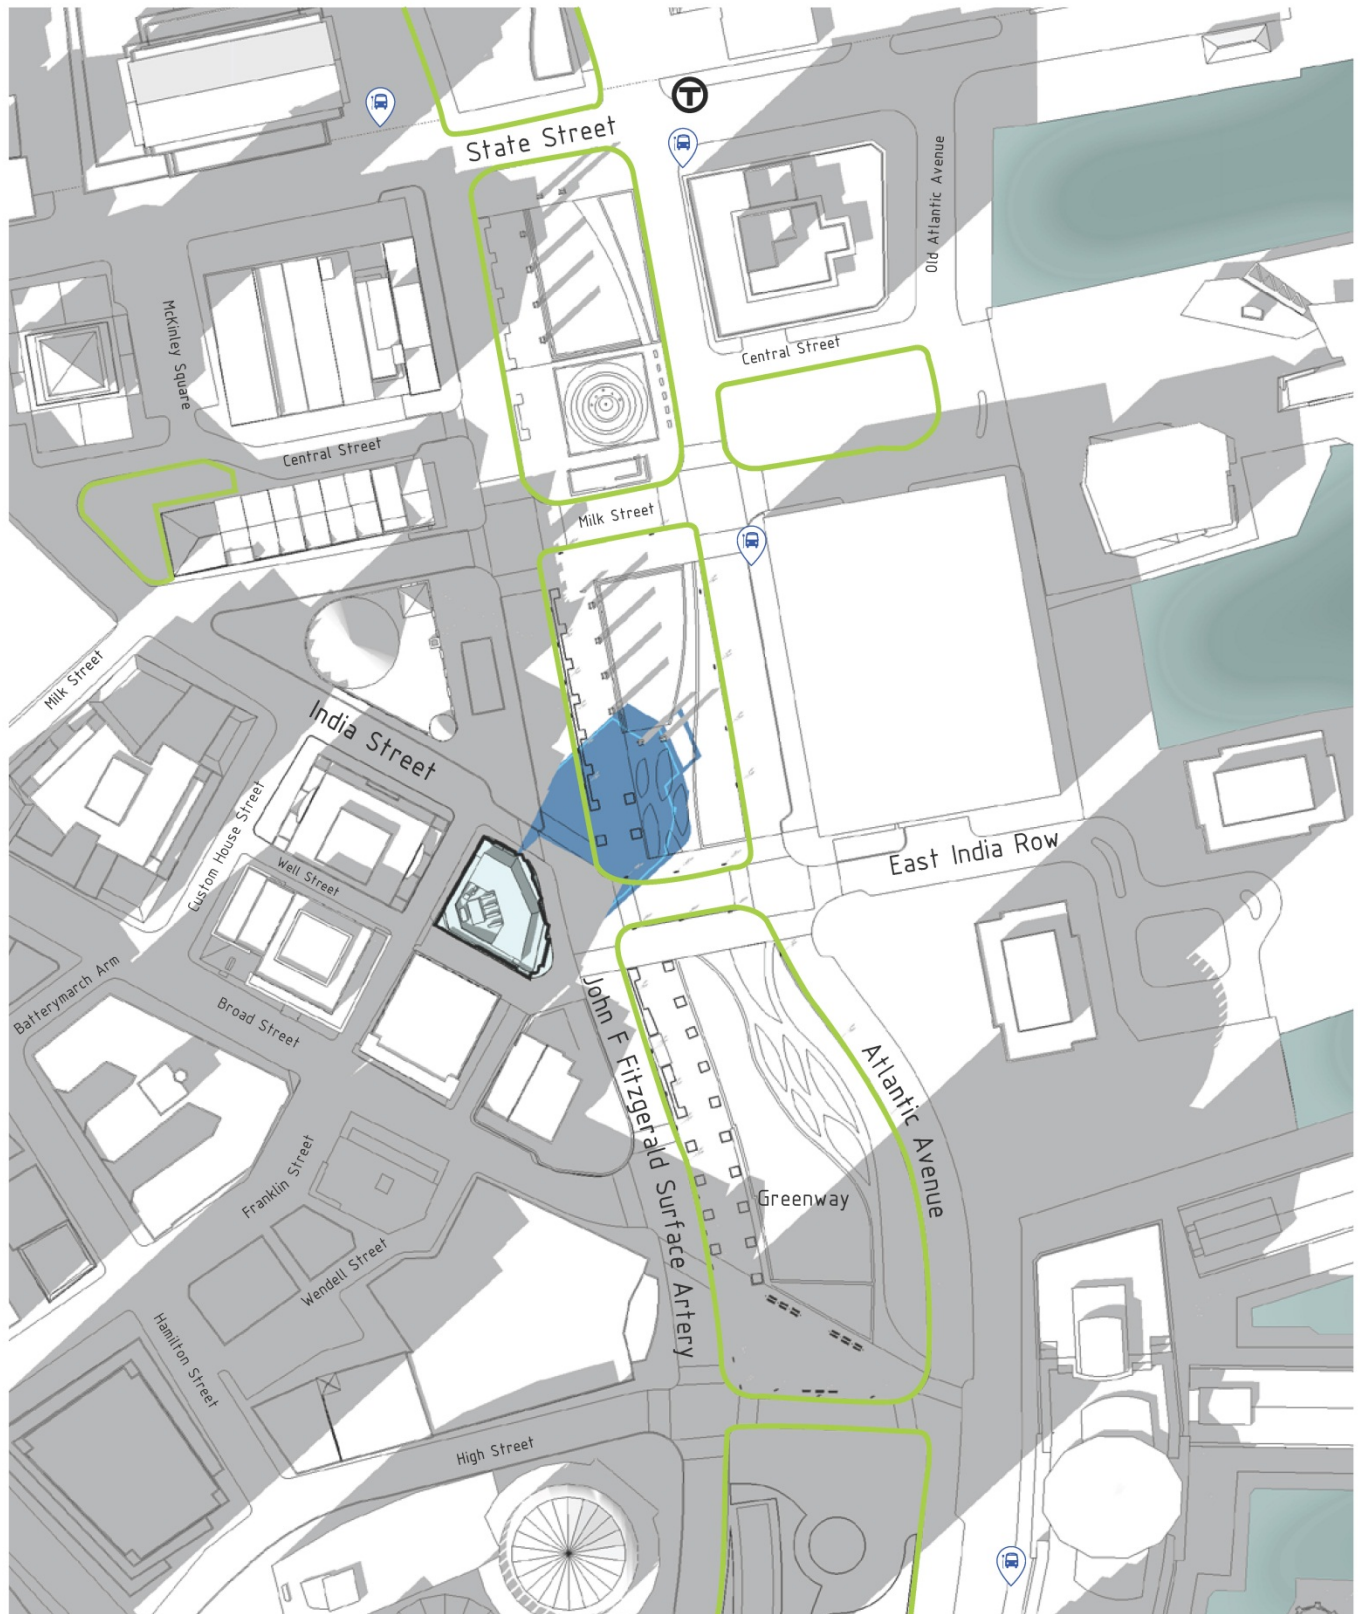 T
State Street
Old Atlantic Avenue
McKinley Square
Central Street
Central Street
Milk Street
Milk Street
India Street
Custom House Street
Well Street
East India Row
Batterymarch Arm
Broad Street
John F Fitzgerald Surface Artery
Atlantic Avenue
Franklin Street
Greenway
Wendell Street
Hamilton Street
High Street